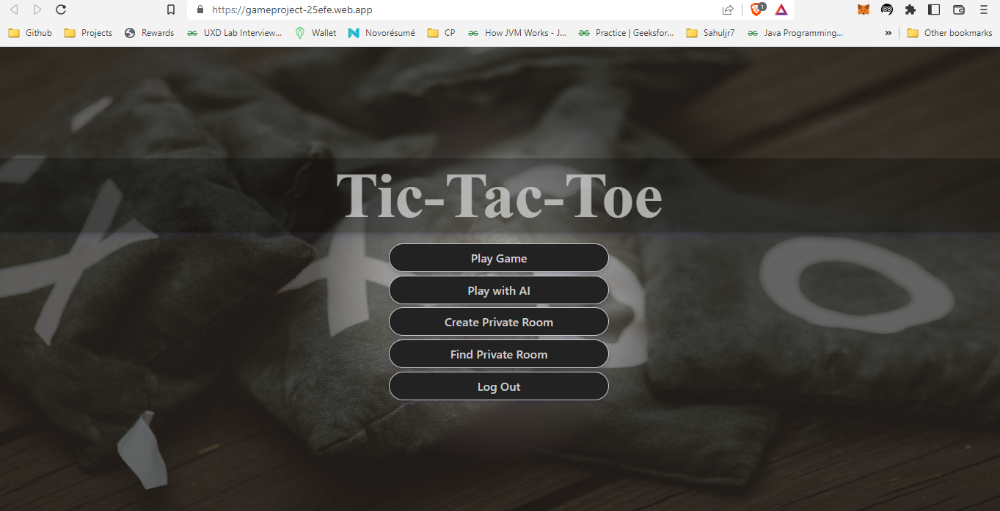 https://gameproject-25efe.web.app
1
Github Projects Rewards UXD Lab Interview... Wallet Novorésumé CP How JVM Works - J... Practice | Geeksfor... Sahuljr7 Java Programming... » Other bookmarks
Tic-Tac-Toe
Play Game
Play with AI
Create Private Room
Find Private Room
Log Out